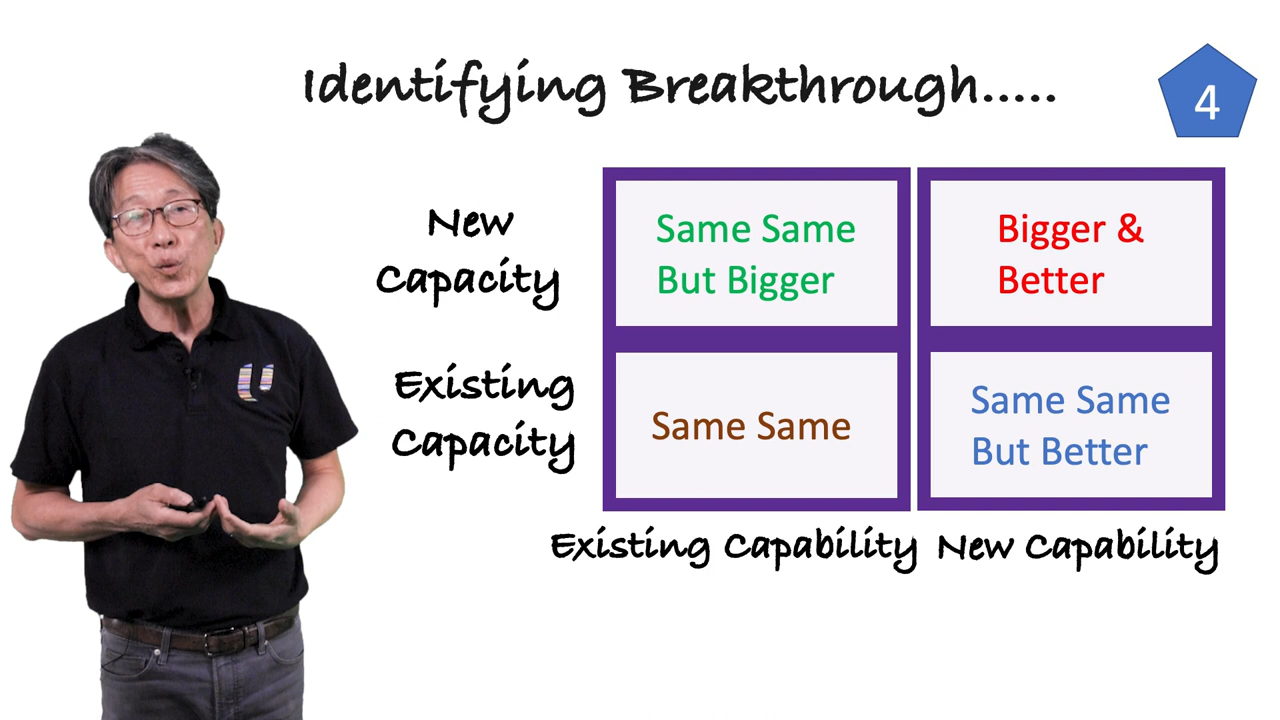 Identifying Breakthrough.....
4
New
Capacity
Same Same
But Bigger
Bigger &
Better
Existing
Capacity
Same Same
Same Same
But Better
Existing Capability
New Capability